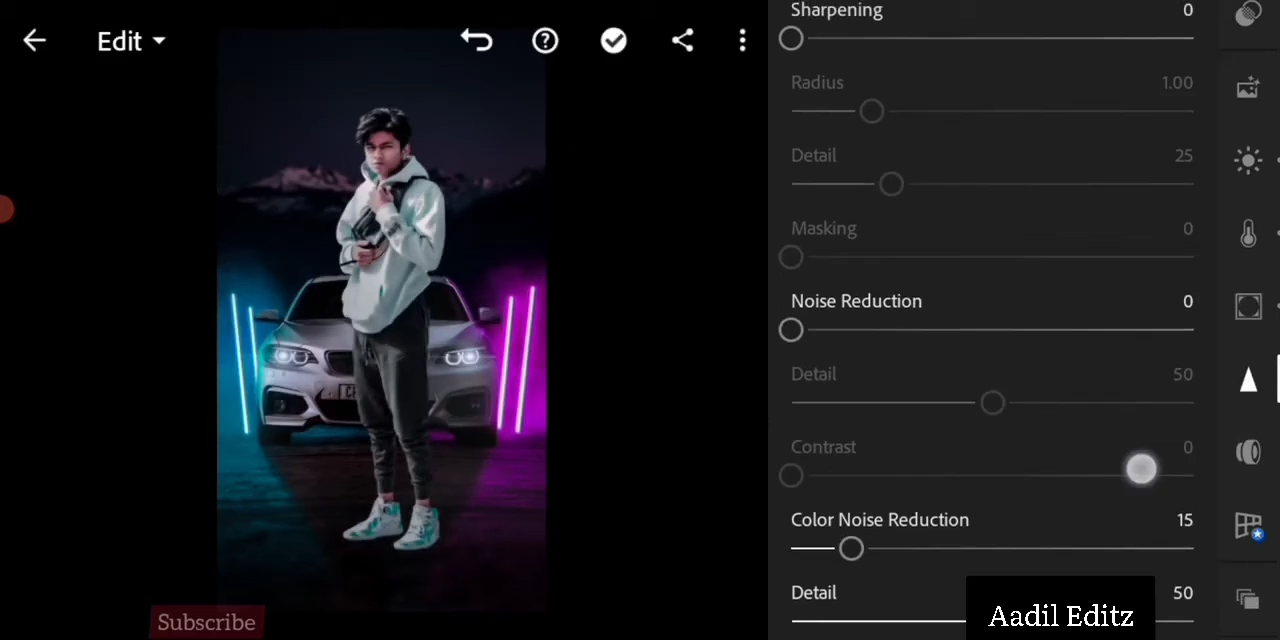 Edit
Sharpening 0
Radius 1.00
Detail 25
Masking 0
Noise Reduction 0
Detail 50
Contrast 0
Color Noise Reduction 15
Detail 50
Subscribe
Aadil Editz